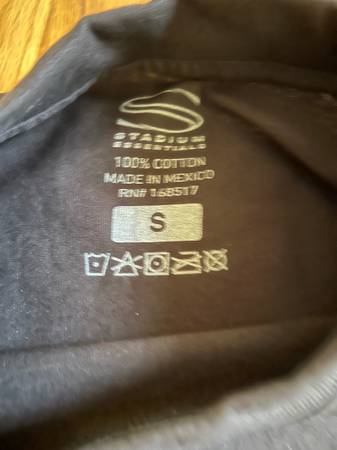 STADIUM
ESSENTIALS
100% COTTON
MADE IN MEXICO
RN# 168517
S